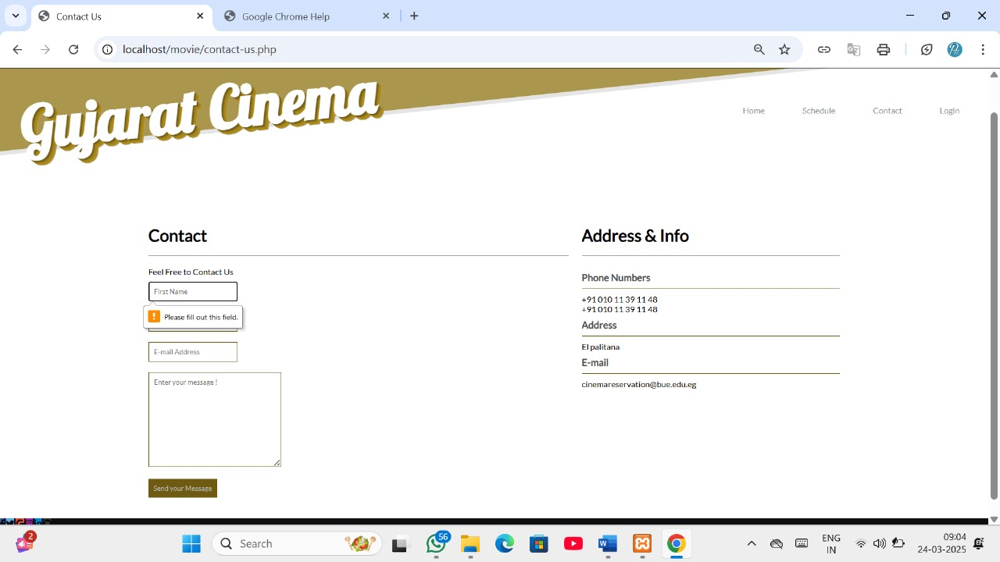 Contact Us
Google Chrome Help
localhost/movie/contact-us.php
Gujarat Cinema
Home
Schedule
Contact
Login
Contact
Feel Free to Contact Us
First Name
Please fill out this field.
E-mail Address
Enter your message !
Send your Message
Address & Info
Phone Numbers
+91 010 11 39 11 48
+91 010 11 39 11 48
Address
El palitana
E-mail
cinemareservation@bue.edu.eg
2
Search
56
ENG
IN
09:04
24-03-2025